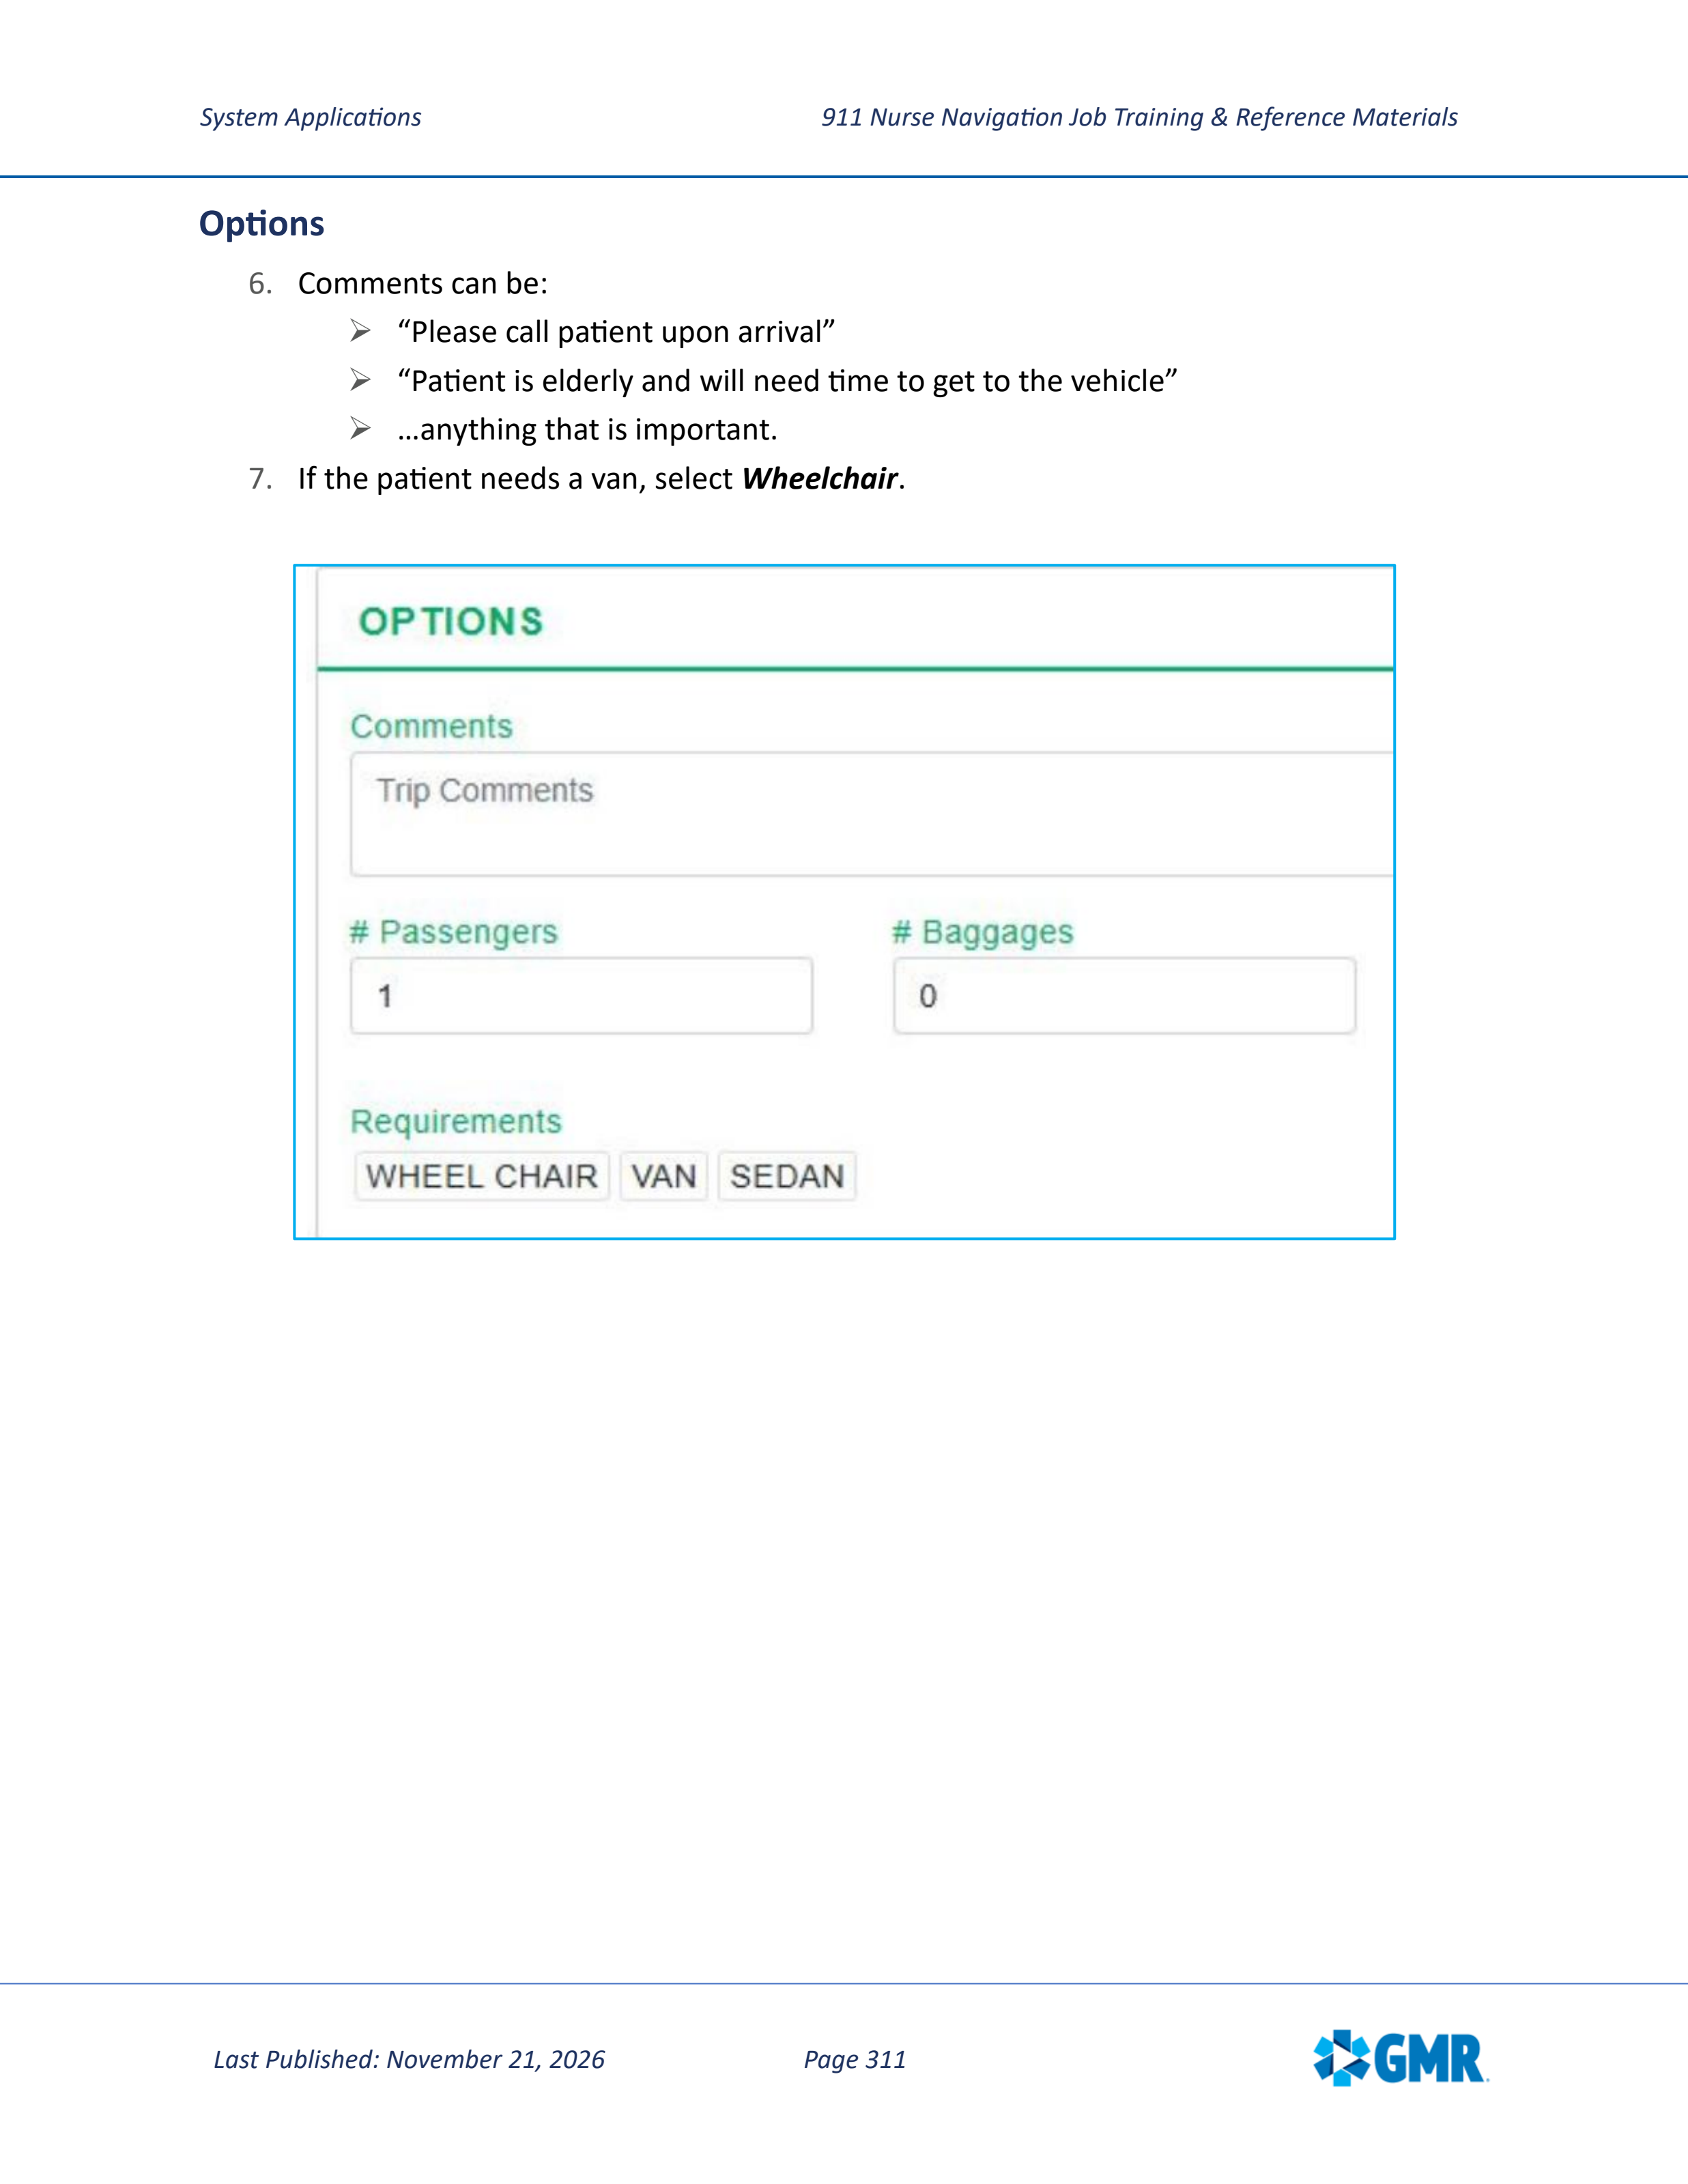 System Applications
911 Nurse Navigation Job Training & Reference Materials
Options
6. Comments can be:
➢ “Please call patient upon arrival”
➢ “Patient is elderly and will need time to get to the vehicle”
➢ …anything that is important.
7. If the patient needs a van, select Wheelchair.
OPTIONS
Comments
Trip Comments
# Passengers # Baggages
1 0
Requirements
WHEEL CHAIR VAN SEDAN
Last Published: November 21, 2026 Page 311 GMR